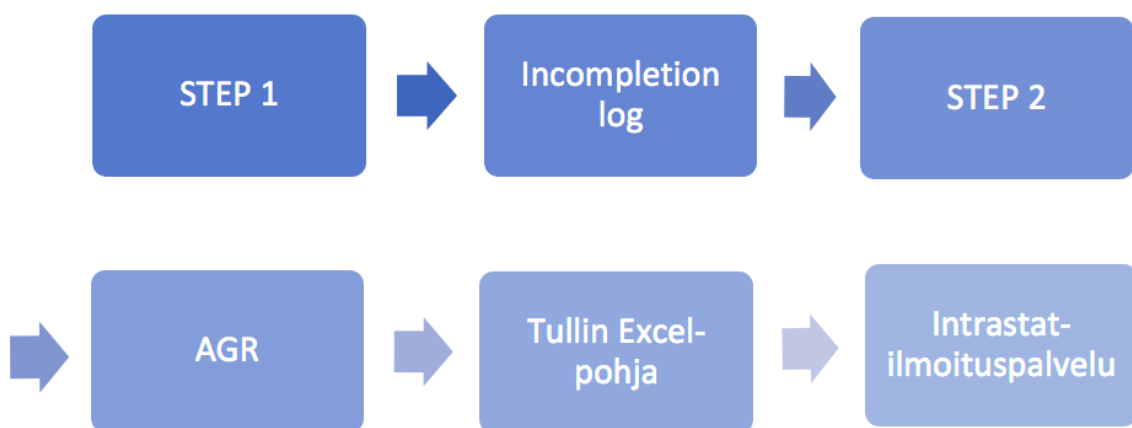 STEP 1
Incompletion
log
STEP 2
AGR
Tullin Excel-
pohja
Intrastat-
ilmoituspalvelu